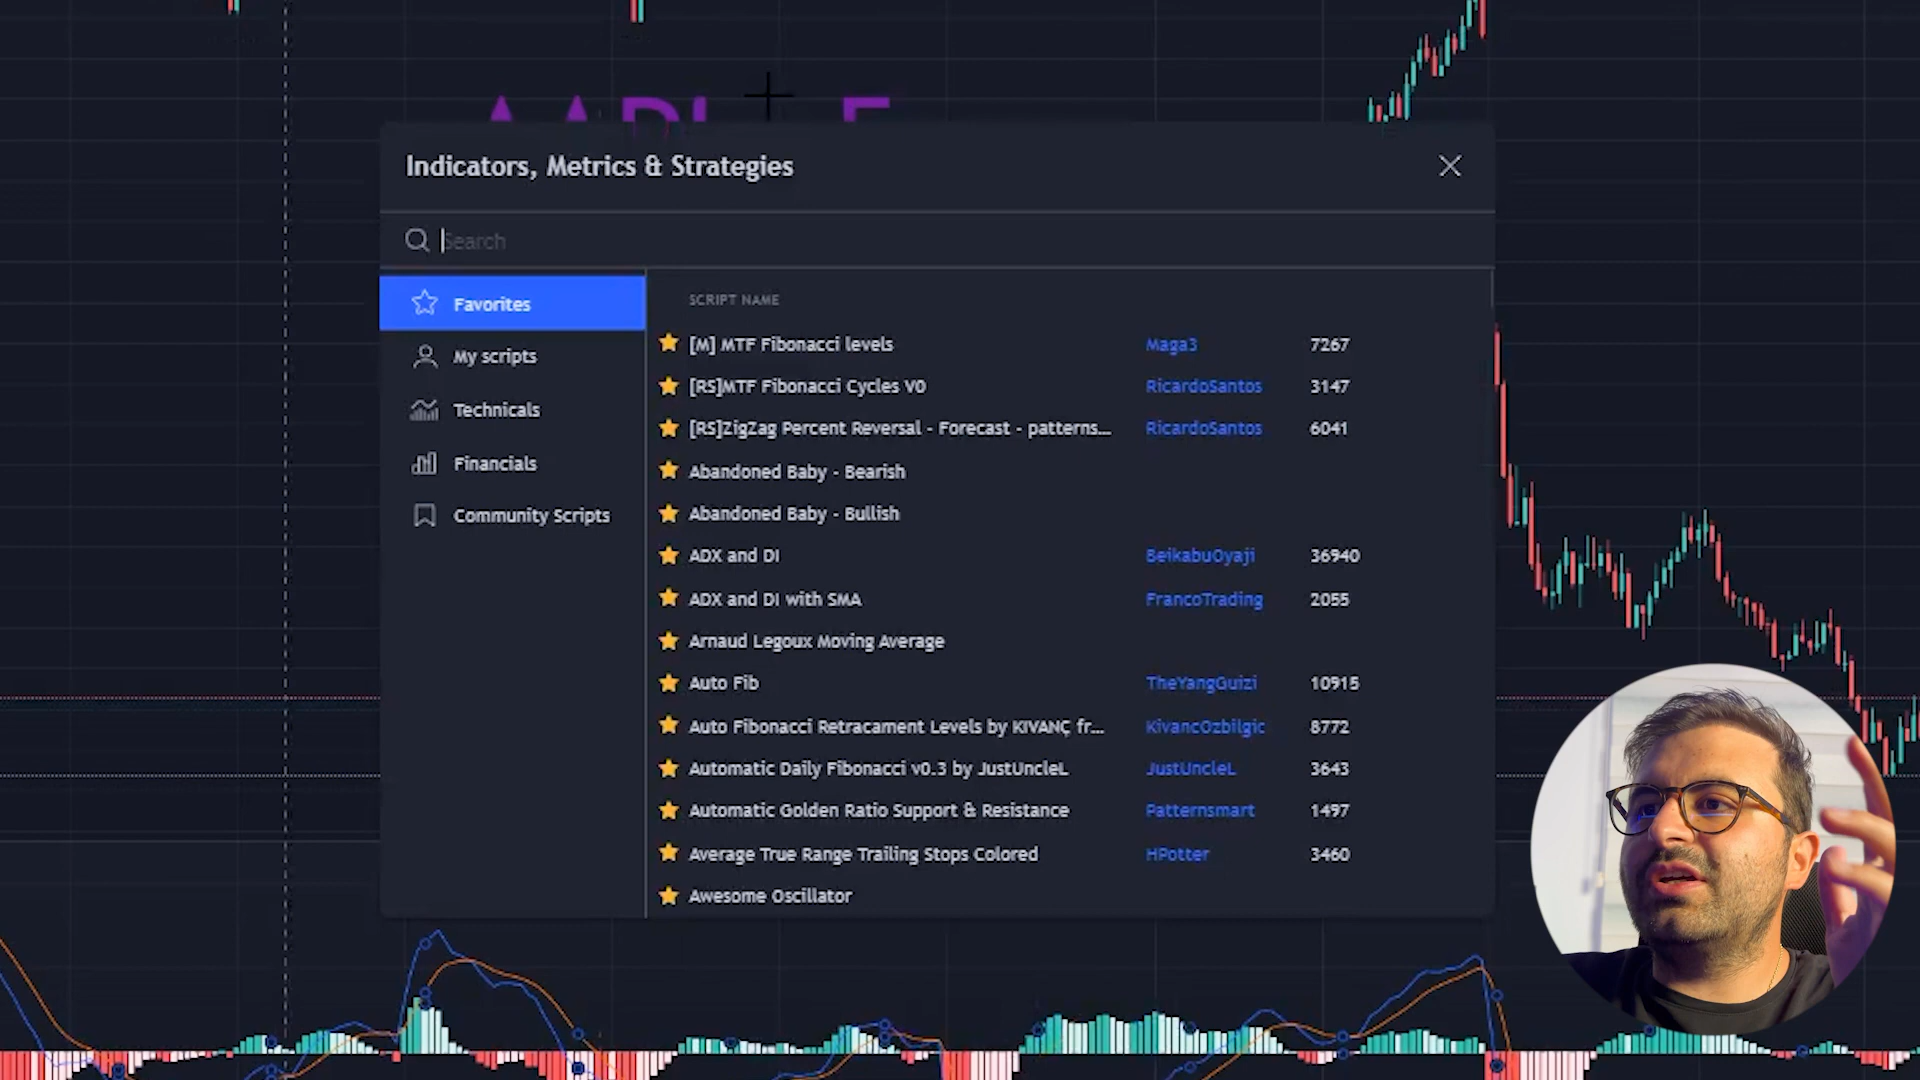 Indicators, Metrics & Strategies
Search
Favorites
My scripts
Technicals
Financials
Community Scripts
SCRIPT NAME
[M] MTF Fibonacci levels Maga3 7267
[RS]MTF Fibonacci Cycles V0 RicardoSantos 3147
[RS]ZigZag Percent Reversal - Forecast - patterns... RicardoSantos 6041
Abandoned Baby - Bearish
Abandoned Baby - Bullish
ADX and DI BeikabuOyaji 36940
ADX and DI with SMA FrancoTrading 2055
Arnaud Legoux Moving Average
Auto Fib TheYangGuizi 10915
Auto Fibonacci Retracament Levels by KIVANÇ fr... KivancOzbilgic 8772
Automatic Daily Fibonacci v0.3 by JustUncleL JustUncleL 3643
Automatic Golden Ratio Support & Resistance Patternsmart 1497
Average True Range Trailing Stops Colored HPotter 3460
Awesome Oscillator